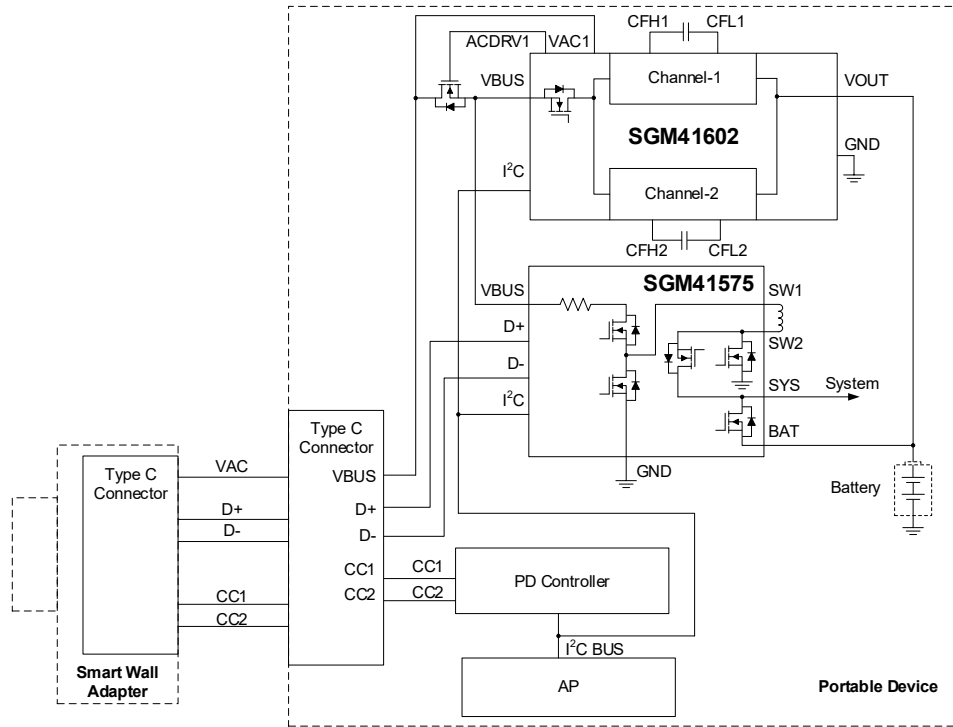 CFH1 CFL1
ACDRV1 VAC1
Channel-1
VBUS
VOUT
SGM41602
GND
I²C
Channel-2
CFH2 CFL2
SGM41575
VBUS
SW1
D+
SW2
D-
SYS
System
I²C
BAT
GND
Battery
Type C
Connector
VBUS
D+
D-
CC1
CC2
Type C
Connector
VAC
D+
D-
CC1
CC2
CC1
CC2
PD Controller
I²C BUS
AP
Smart Wall
Adapter
Portable Device